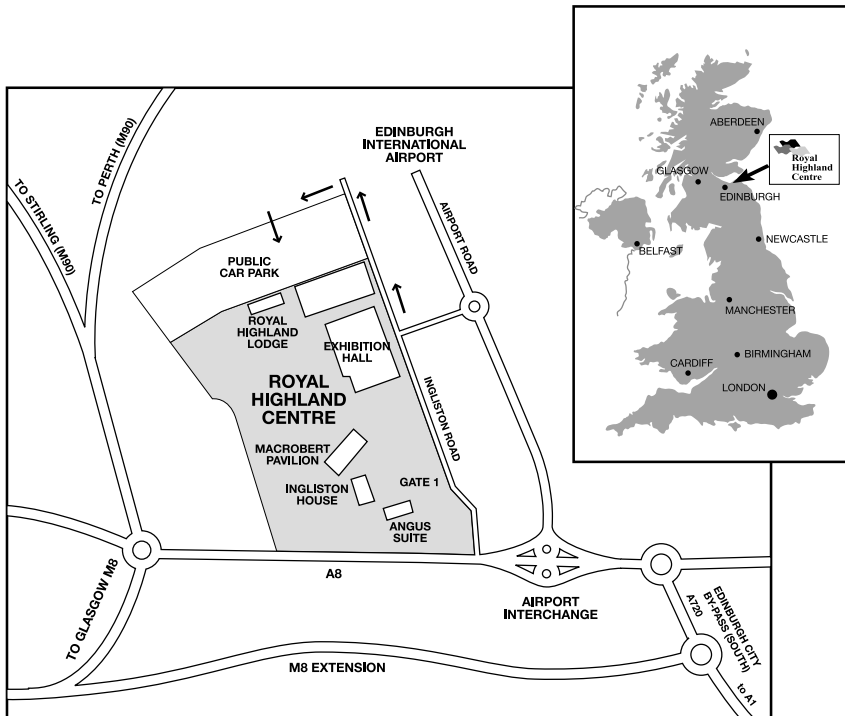 EDINBURGH
INTERNATIONAL
AIRPORT
TO PERTH (M90)
TO STIRLING (M90)
AIRPORT ROAD
PUBLIC
CAR PARK
ROYAL
HIGHLAND
LODGE
EXHIBITION
HALL
ROYAL
HIGHLAND
CENTRE
INGLISTON ROAD
MACROBERT
PAVILION
INGLISTON
HOUSE
GATE 1
ANGUS
SUITE
A8
AIRPORT
INTERCHANGE
TO GLASGOW M8
M8 EXTENSION
EDINBURGH CITY
BY-PASS (SOUTH)
A720
to A1
ABERDEEN
Royal
Highland
Centre
GLASGOW
EDINBURGH
BELFAST
NEWCASTLE
MANCHESTER
BIRMINGHAM
CARDIFF
LONDON